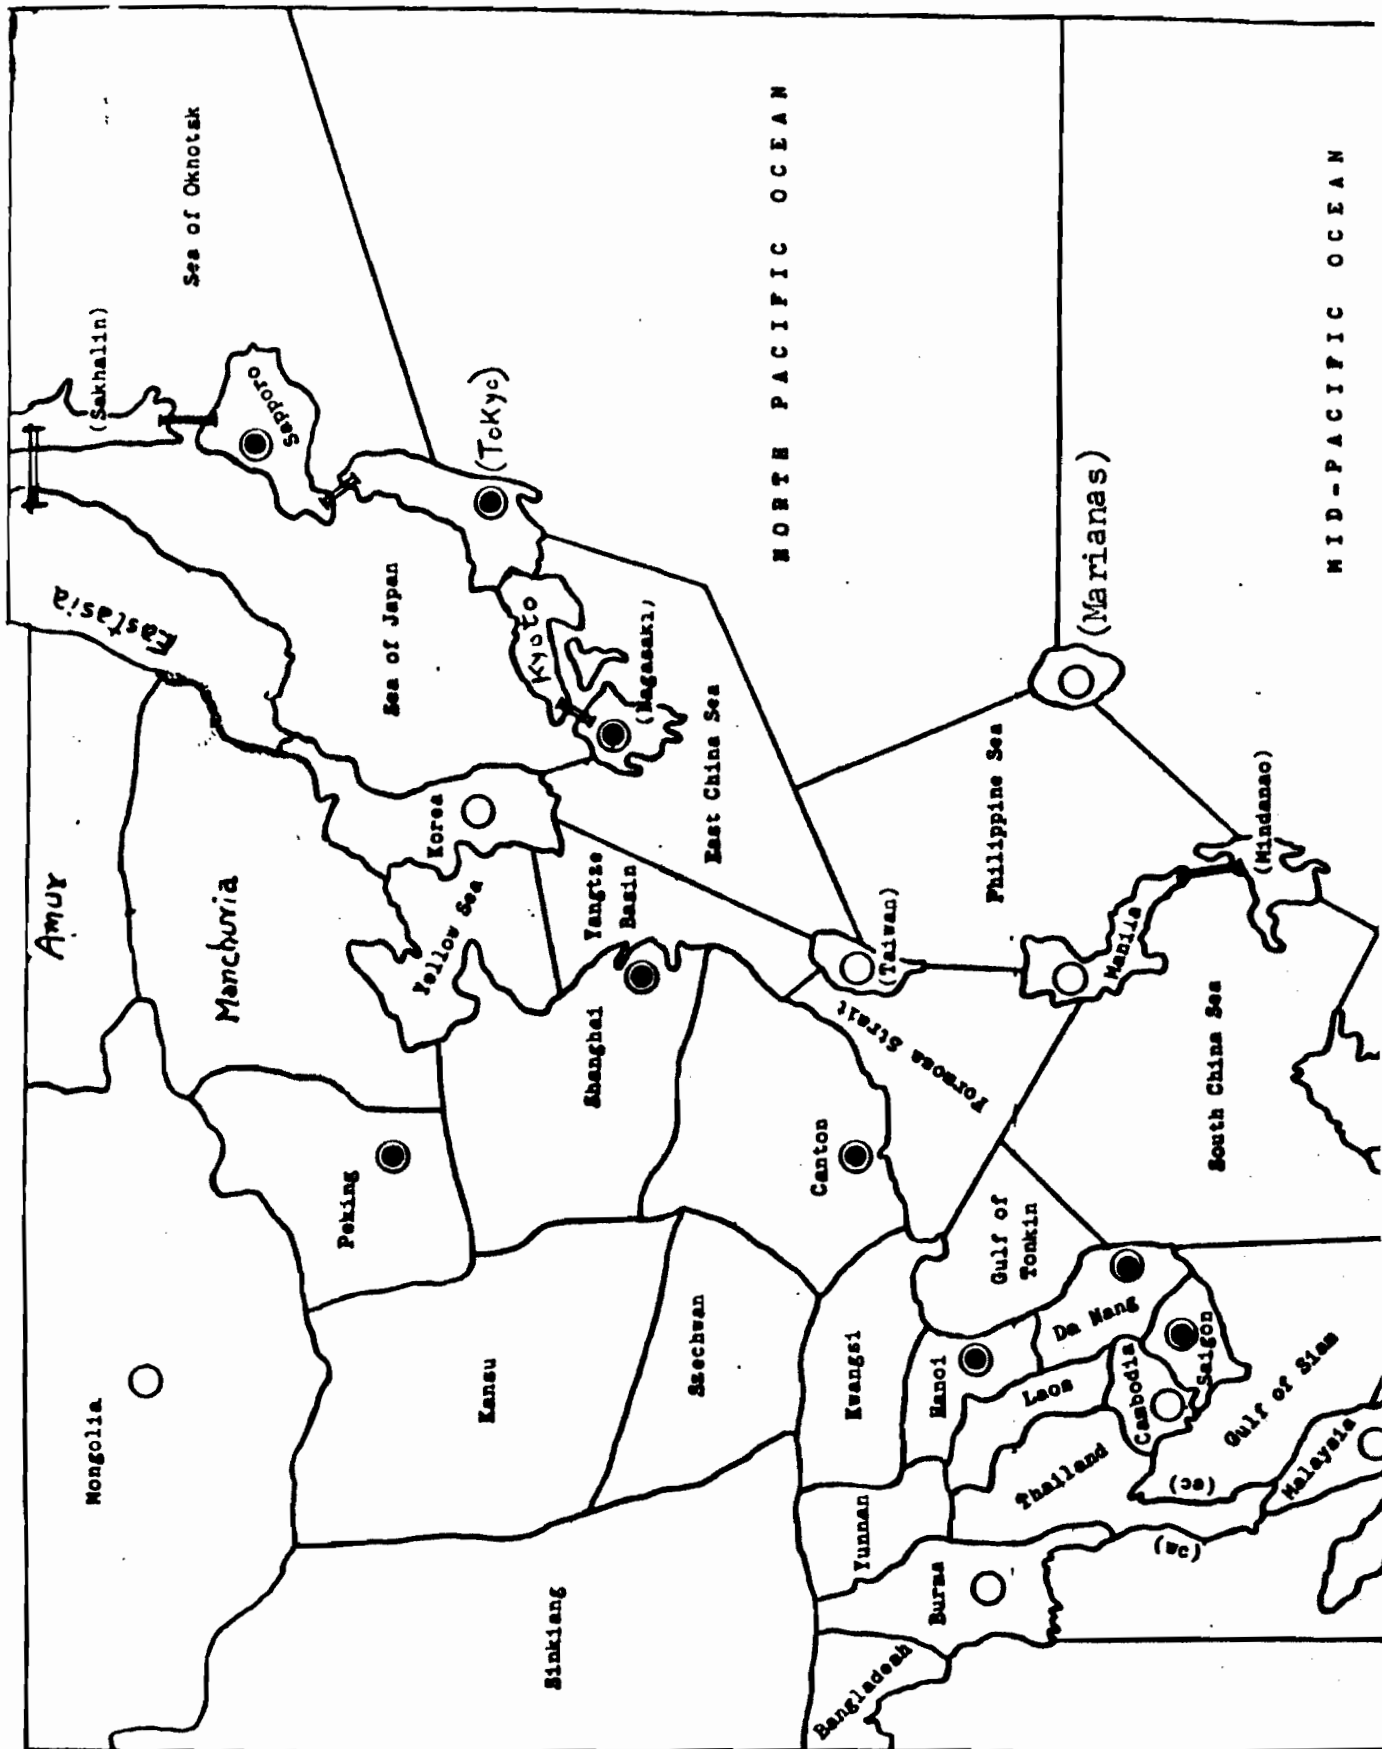 Sea of Oknotsk
(Sakhalin)
Sapporo
(Tokyo)
NORTH PACIFIC OCEAN
MID-PACIFIC OCEAN
(Marianas)
Eastasia
Sea of Japan
Kyoto
(Nagasaki)
East China Sea
Philippine Sea
(Mindanao)
Amur
Manchuria
Korea
Yellow Sea
Yangtze
Basin
(Taiwan)
Manila
Shanghai
Formosa Strait
South China Sea
Peking
Canton
Gulf of
Tonkin
Mongolia
Kansu
Szechwan
Kwangsi
Hanoi
Da Nang
Laos
Cambodia
Saigon
Gulf of Siam
Thailand
(ec)
Malaysia
(wc)
Sinkiang
Yunnan
Burma
Bangladesh